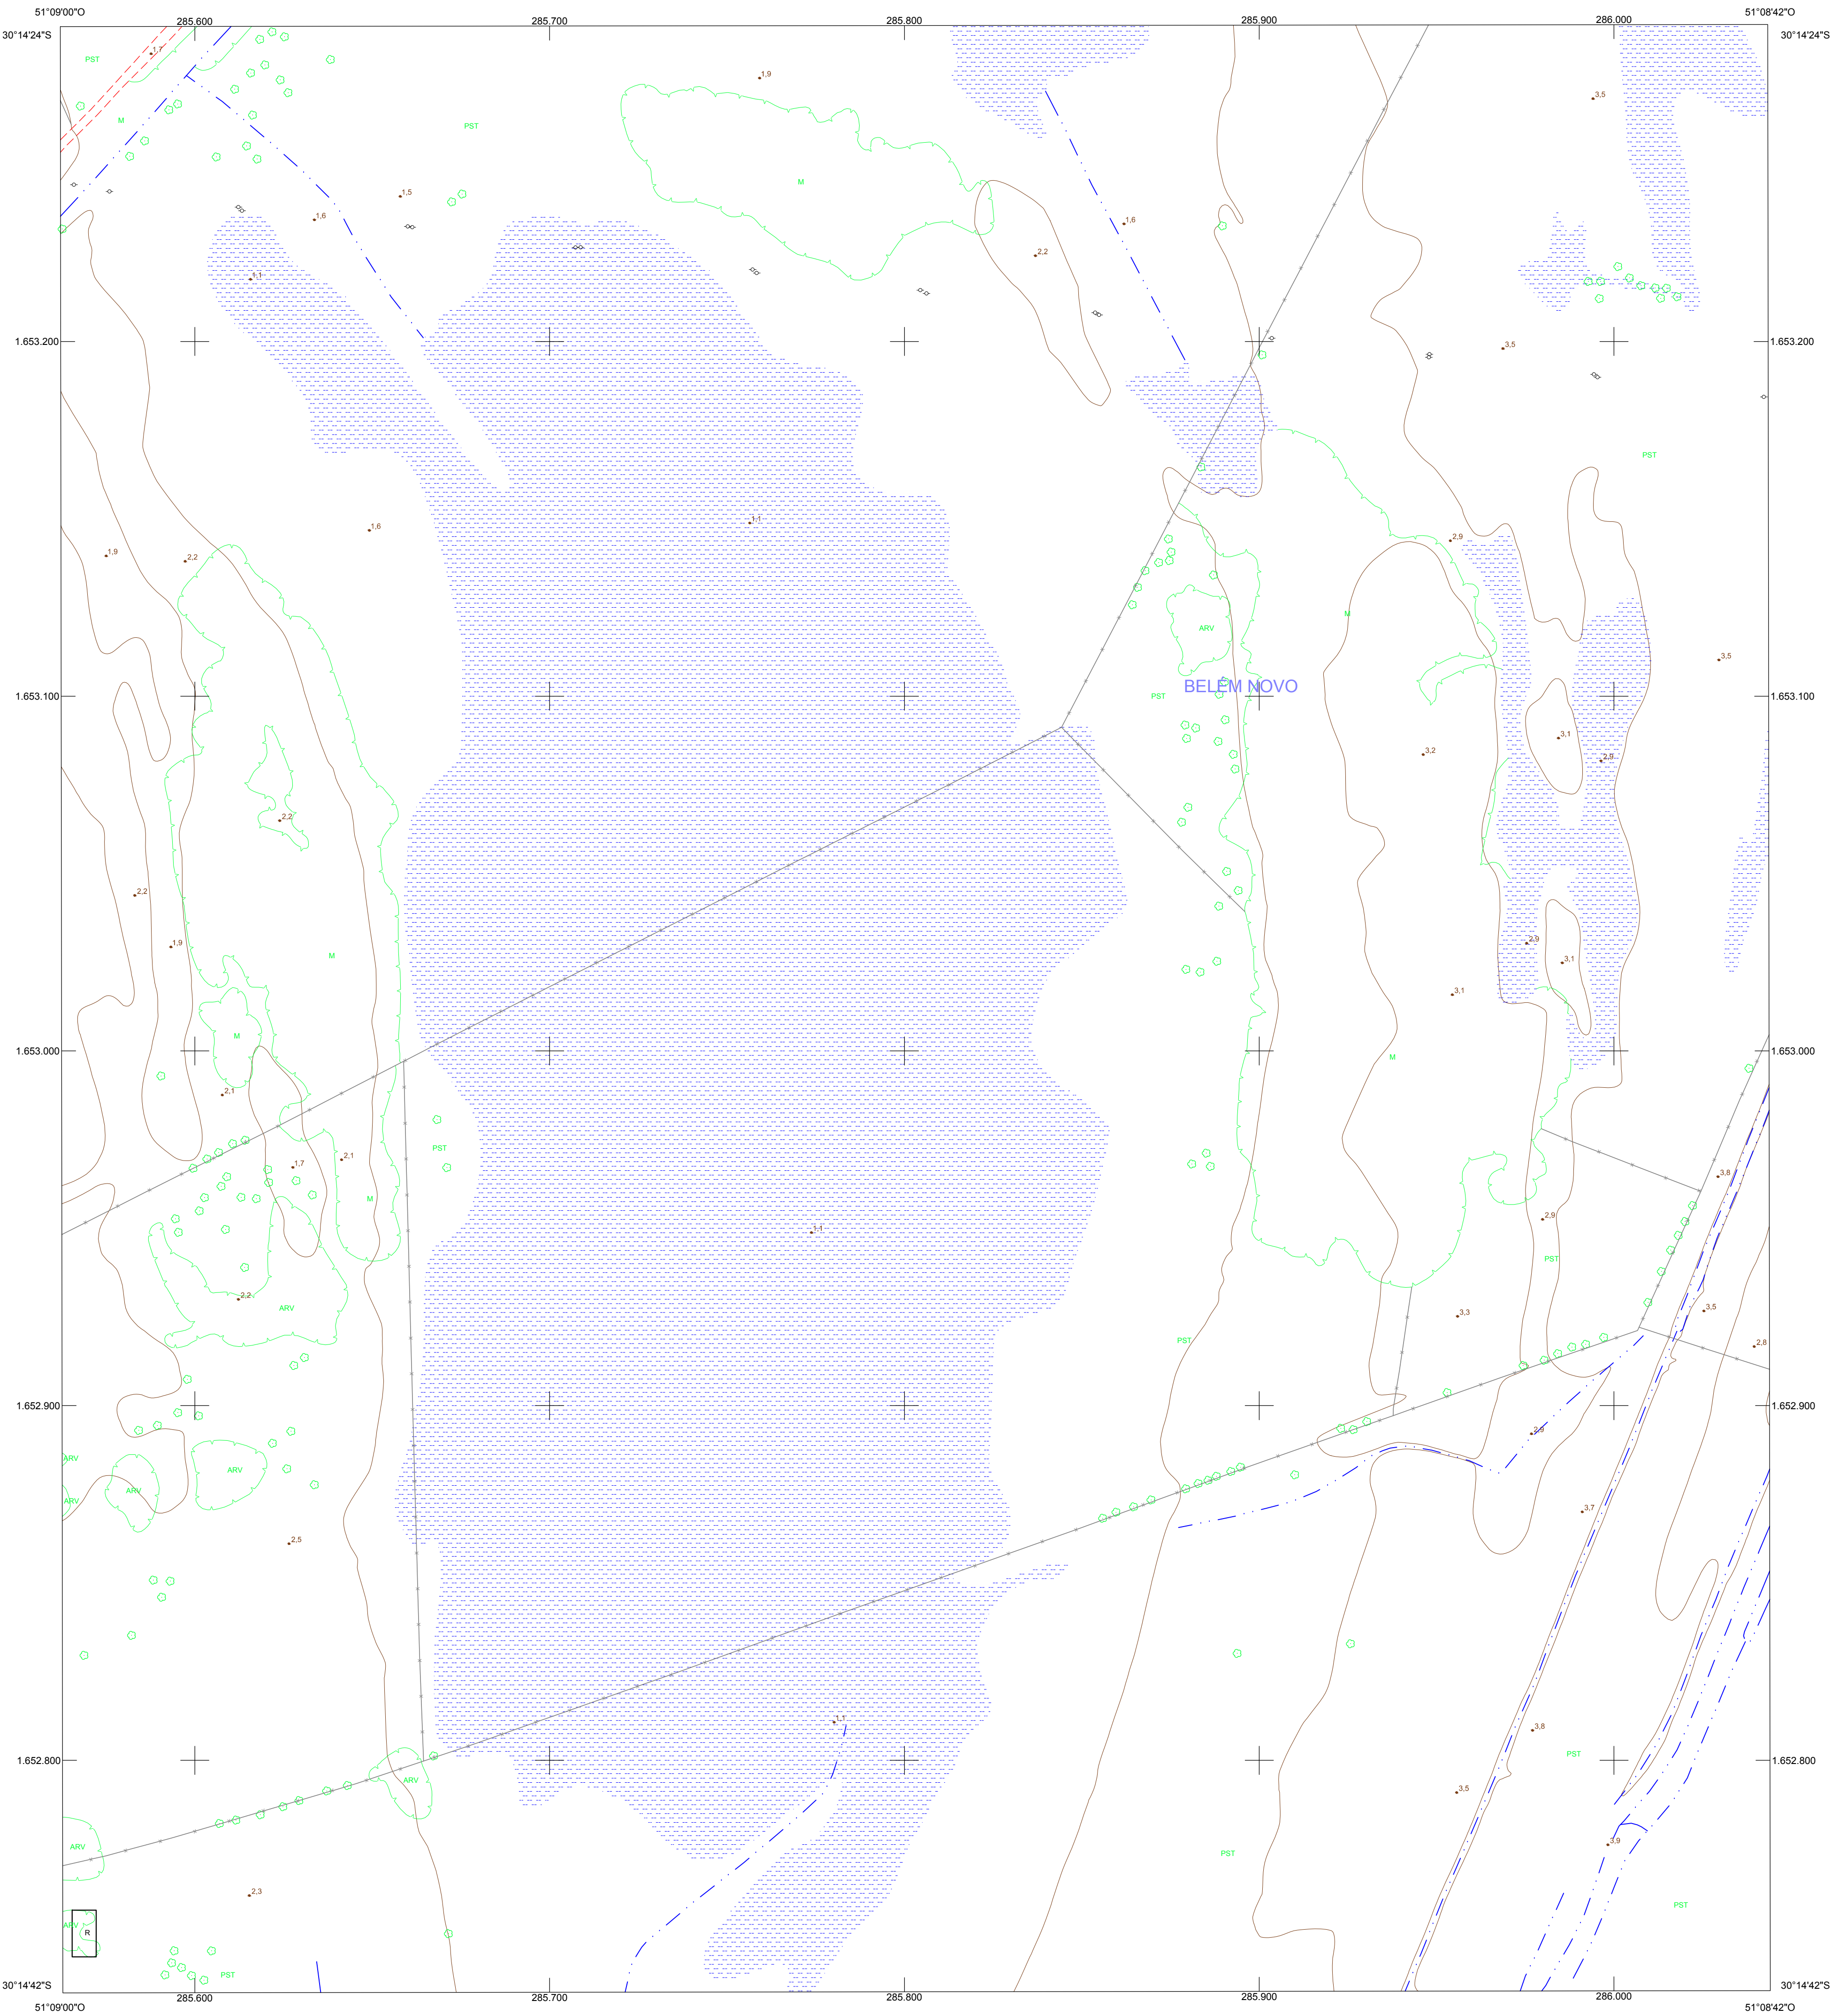 51°09'00"O 285.600 285.700 285.800 285.900 286.000 51°08'42"O
30°14'24"S 30°14'24"S
1,7
PST
1,9
3,5
M
PST
M
1,5
1,6
1,6
2,2
1,1
1.653.200 1.653.200
3,5
PST
1,1
1,6
2,9
1,9
2,2
M
ARV
3,5
BELÉM NOVO
1.653.100 PST 1.653.100
3,1
3,2
2,9
2,2
2,2
2,9
1,9
M
3,1
3,1
M
1.653.000 1.653.000
M
2,1
PST
2,1
1,7
3,8
M
2,9
1,1
PST
2,2
ARV
3,5
3,3
PST
2,8
1.652.900 1.652.900
2,9
ARV
ARV
ARV
ARV
3,7
2,5
1,1
3,8
PST
1.652.800 1.652.800
ARV
3,5
3,9
ARV
PST
2,3
PST
ARV
R
PST
30°14'42"S 30°14'42"S
51°09'00"O 285.600 285.700 285.800 285.900 286.000 51°08'42"O